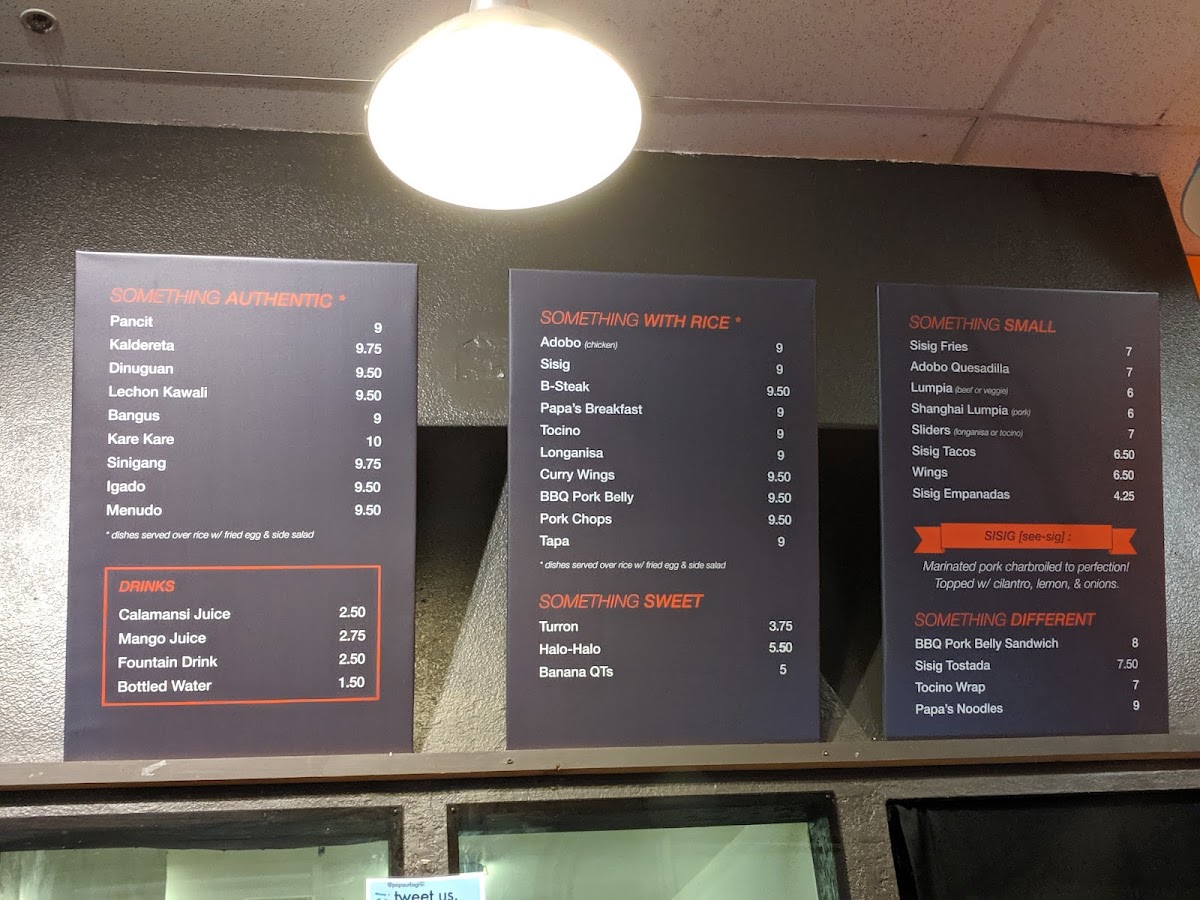 SOMETHING AUTHENTIC *
Pancit 9
Kaldereta 9.75
Dinuguan 9.50
Lechon Kawali 9.50
Bangus 9
Kare Kare 10
Sinigang 9.75
Igado 9.50
Menudo 9.50
* dishes served over rice w/ fried egg & side salad
DRINKS
Calamansi Juice 2.50
Mango Juice 2.75
Fountain Drink 2.50
Bottled Water 1.50
SOMETHING WITH RICE *
Adobo (chicken) 9
Sisig 9
B-Steak 9.50
Papa's Breakfast 9
Tocino 9
Longanisa 9
Curry Wings 9.50
BBQ Pork Belly 9.50
Pork Chops 9.50
Tapa 9
* dishes served over rice w/ fried egg & side salad
SOMETHING SWEET
Turron 3.75
Halo-Halo 5.50
Banana QTs 5
SOMETHING SMALL
Sisig Fries 7
Adobo Quesadilla 7
Lumpia (beef or veggie) 6
Shanghai Lumpia (pork) 6
Sliders (longanisa or tocino) 7
Sisig Tacos 6.50
Wings 6.50
Sisig Empanadas 4.25
SISIG [see-sig] :
Marinated pork charbroiled to perfection!
Topped w/ cilantro, lemon, & onions.
SOMETHING DIFFERENT
BBQ Pork Belly Sandwich 8
Sisig Tostada 7.50
Tocino Wrap 7
Papa's Noodles 9
tweet us.